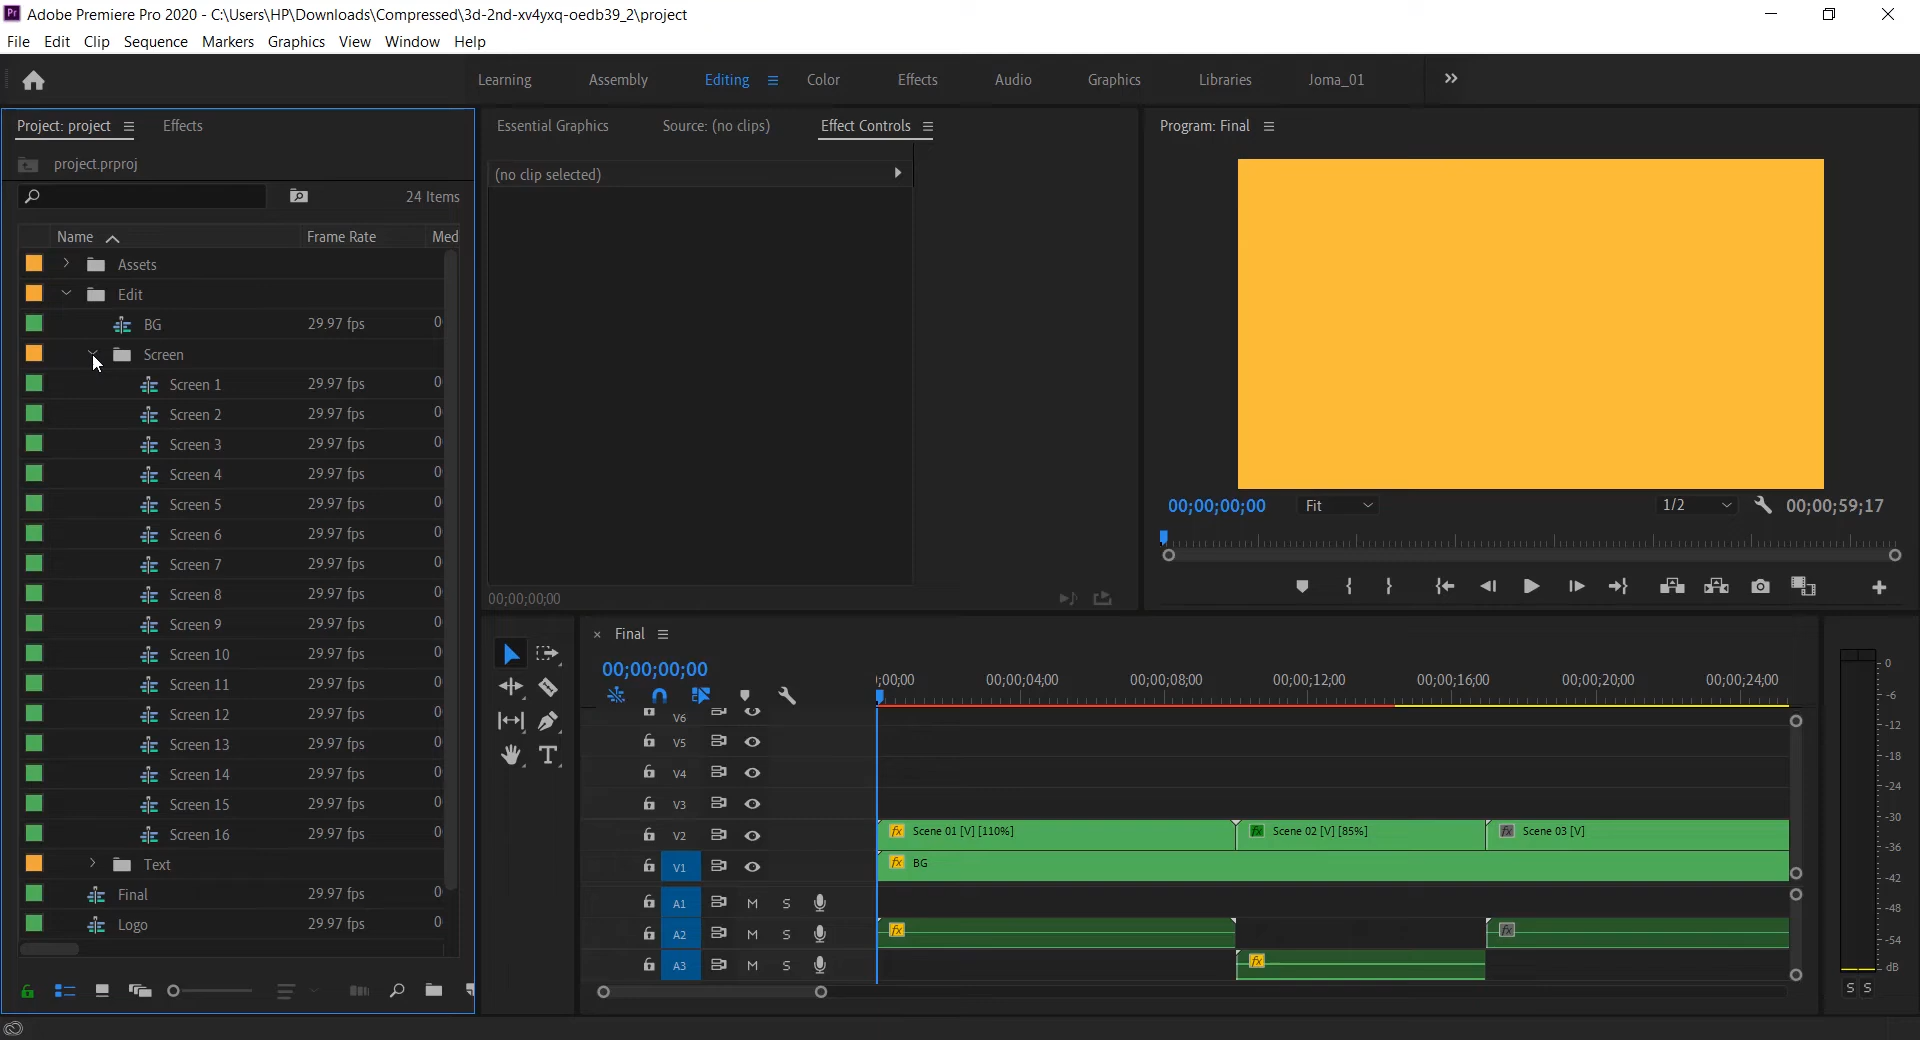 Adobe Premiere Pro 2020 - C:\Users\HP\Downloads\Compressed\3d-2nd-xv4yxq-oedb39_2\project
File Edit Clip Sequence Markers Graphics View Window Help
Learning Assembly Editing Color Effects Audio Graphics Libraries Joma_01
Project: project Effects
project.prproj
24 Items
Name Frame Rate Med
Assets
Edit
BG 29.97 fps 0
Screen
Screen 1 29.97 fps 0
Screen 2 29.97 fps 0
Screen 3 29.97 fps 0
Screen 4 29.97 fps 0
Screen 5 29.97 fps 0
Screen 6 29.97 fps 0
Screen 7 29.97 fps 0
Screen 8 29.97 fps 0
Screen 9 29.97 fps 0
Screen 10 29.97 fps 0
Screen 11 29.97 fps 0
Screen 12 29.97 fps 0
Screen 13 29.97 fps 0
Screen 14 29.97 fps 0
Screen 15 29.97 fps 0
Screen 16 29.97 fps 0
Text
Final 29.97 fps 0
Logo 29.97 fps 0
Essential Graphics Source: (no clips) Effect Controls
(no clip selected)
00;00;00;00
Program: Final
00;00;00;00 Fit 1/2 00;00;59;17
Final
00;00;00;00
;00;00 00;00;04;00 00;00;08;00 00;00;12;00 00;00;16;00 00;00;20;00 00;00;24;00
V6
V5
V4
V3
V2 fx Scene 01 [V] [110%] fx Scene 02 [V] [85%] fx Scene 03 [V]
V1 fx BG
A1 M S
A2 M S fx fx
A3 M S fx
0
-6
-12
-18
-24
-30
-36
-42
-48
-54
dB
S S